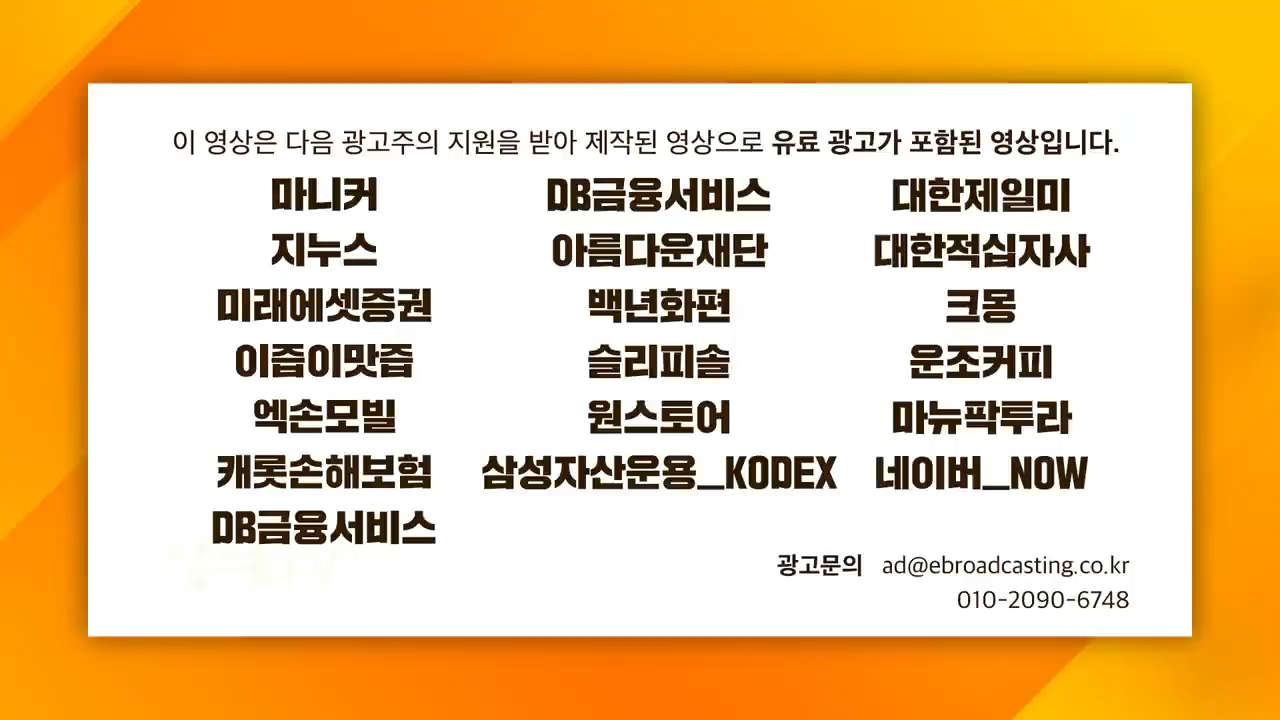 이 영상은 다음 광고주의 지원을 받아 제작된 영상으로 유료 광고가 포함된 영상입니다.
마니커 DB금융서비스 대한제일미
지누스 아름다운재단 대한적십자사
미래에셋증권 백년화편 크몽
이즙이맛즙 슬리피솔 운조커피
엑손모빌 원스토어 마뉴팍투라
캐롯손해보험 삼성자산운용_KODEX 네이버_NOW
DB금융서비스
광고문의 ad@ebroadcasting.co.kr
010-2090-6748